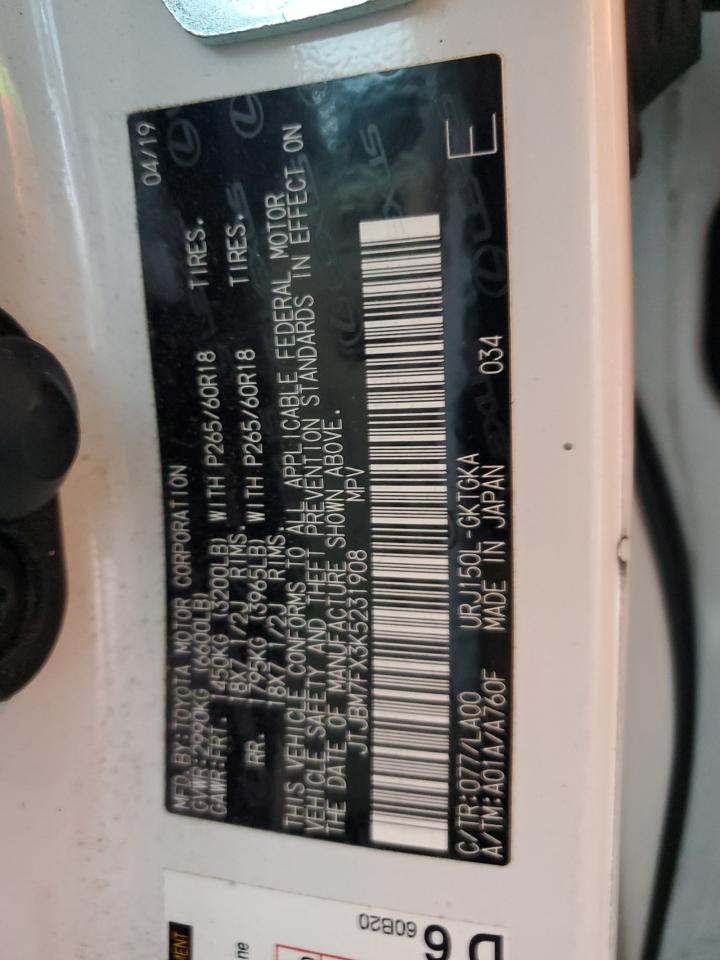 04/19
MFD.BY:TOYOTA MOTOR CORPORATION
GVWR:2990KG (6600LB)
GAWR:FRT. 1450KG (3200LB) WITH P265/60R18 TIRES.
18X7 1/2J RIMS.
RR. 1795KG (3965LB) WITH P265/60R18 TIRES.
18X7 1/2J RIMS.
THIS VEHICLE CONFORMS TO ALL APPLICABLE FEDERAL MOTOR
VEHICLE SAFETY AND THEFT PREVENTION STANDARDS IN EFFECT ON
THE DATE OF MANUFACTURE SHOWN ABOVE.
JTJBM7FX3K5231908 MPV
C/TR:077/LA00 URJ150L-GKTGKA 034
A/TM:A01A/A760F MADE IN JAPAN E
LEXUS
60B20